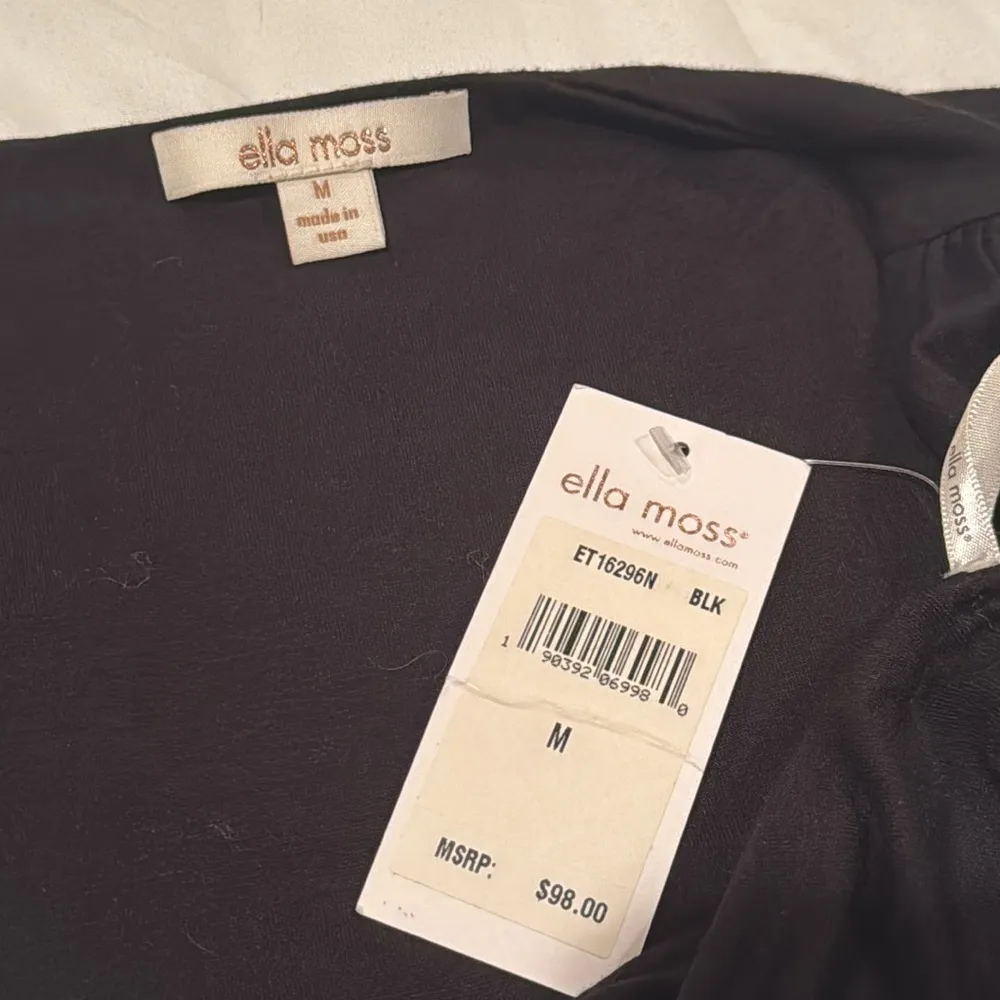 ella moss
M
made in
usa
ella moss®
www.ellamoss.com
ET16296N BLK
1 90392 06998 0
M
MSRP: $98.00
ella moss®